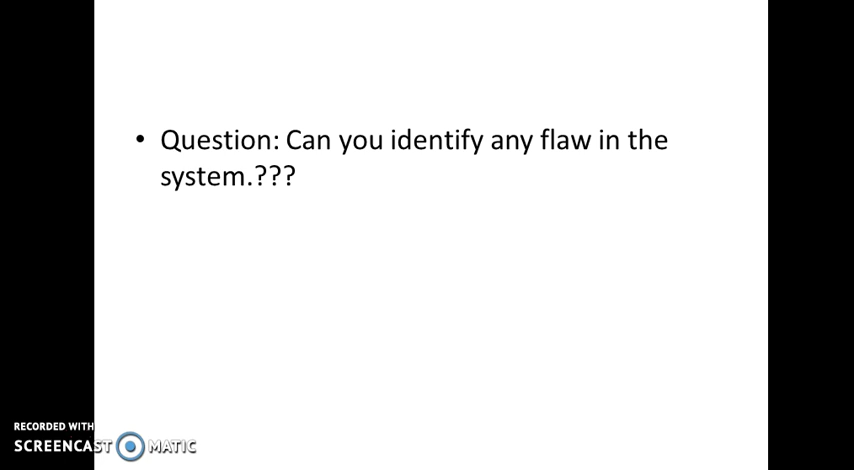 • Question: Can you identify any flaw in the
system.???
RECORDED WITH
SCREENCAST MATIC